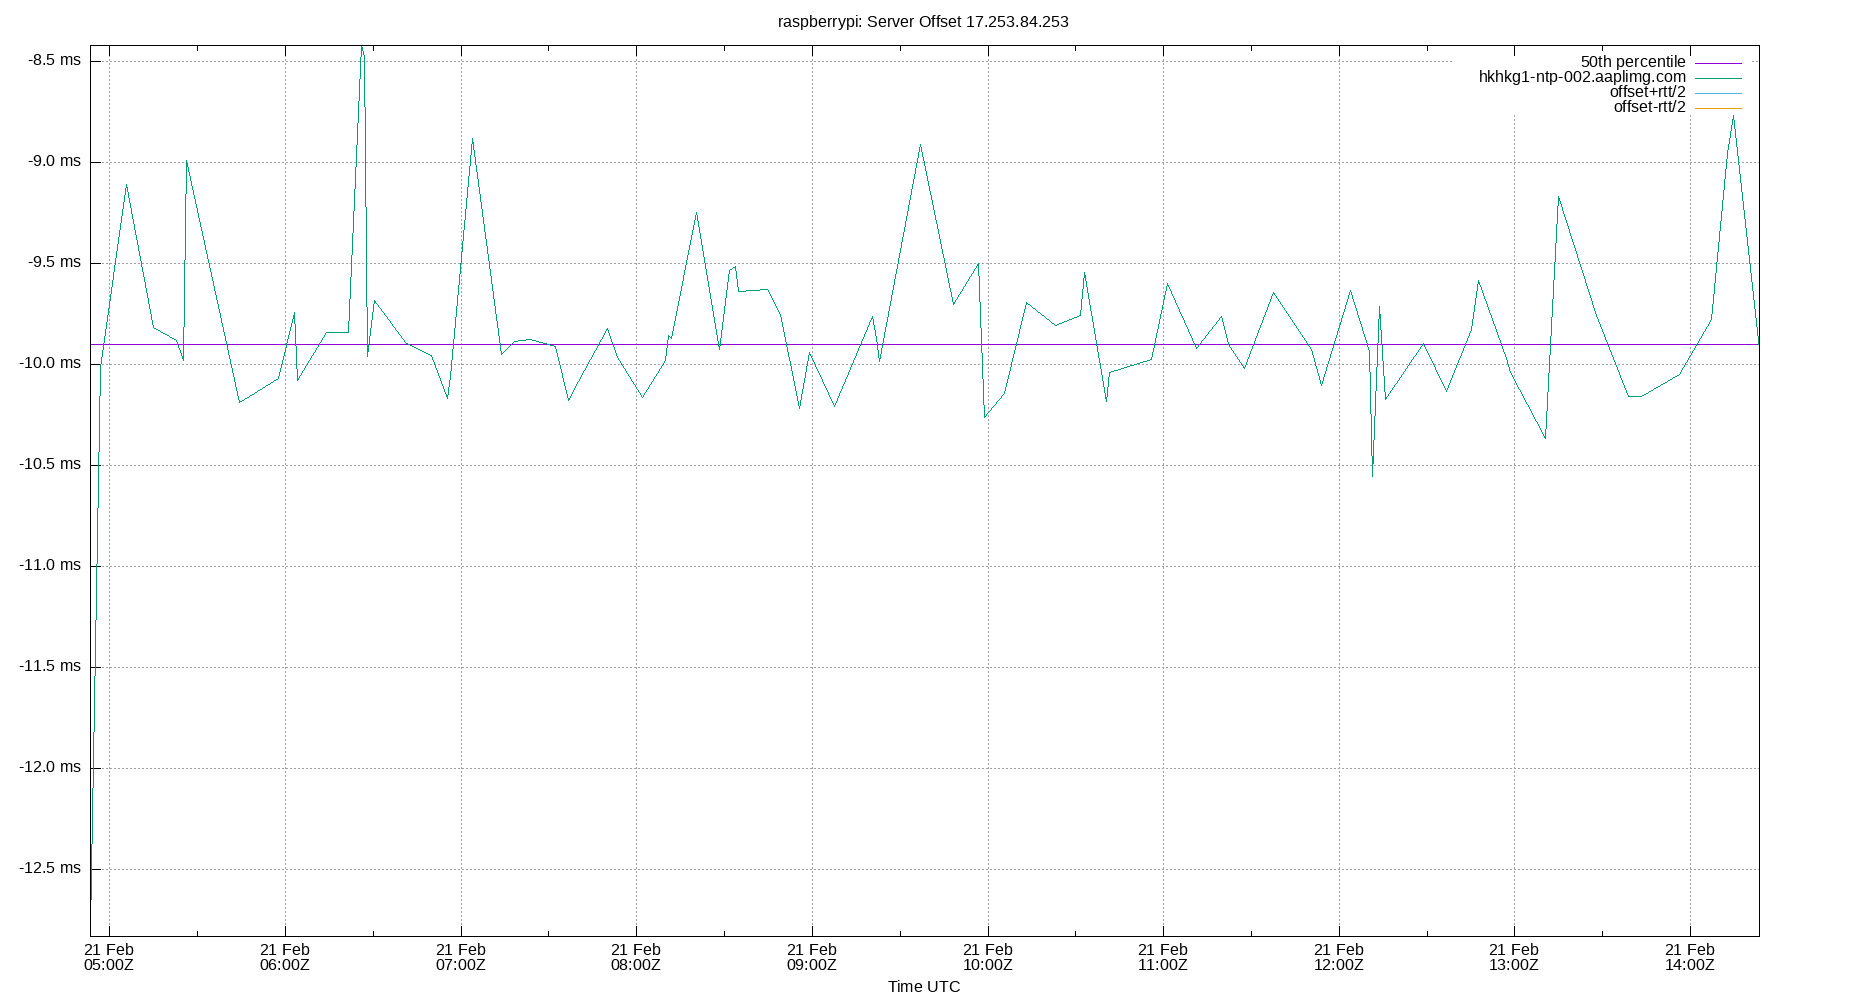 raspberrypi: Server Offset 17.253.84.253
50th percentile
hkhkg1-ntp-002.aaplimg.com
offset+rtt/2
offset-rtt/2
-8.5 ms
-9.0 ms
-9.5 ms
-10.0 ms
-10.5 ms
-11.0 ms
-11.5 ms
-12.0 ms
-12.5 ms
21 Feb 21 Feb 21 Feb 21 Feb 21 Feb 21 Feb 21 Feb 21 Feb 21 Feb 21 Feb
05:00Z 06:00Z 07:00Z 08:00Z 09:00Z 10:00Z 11:00Z 12:00Z 13:00Z 14:00Z
Time UTC